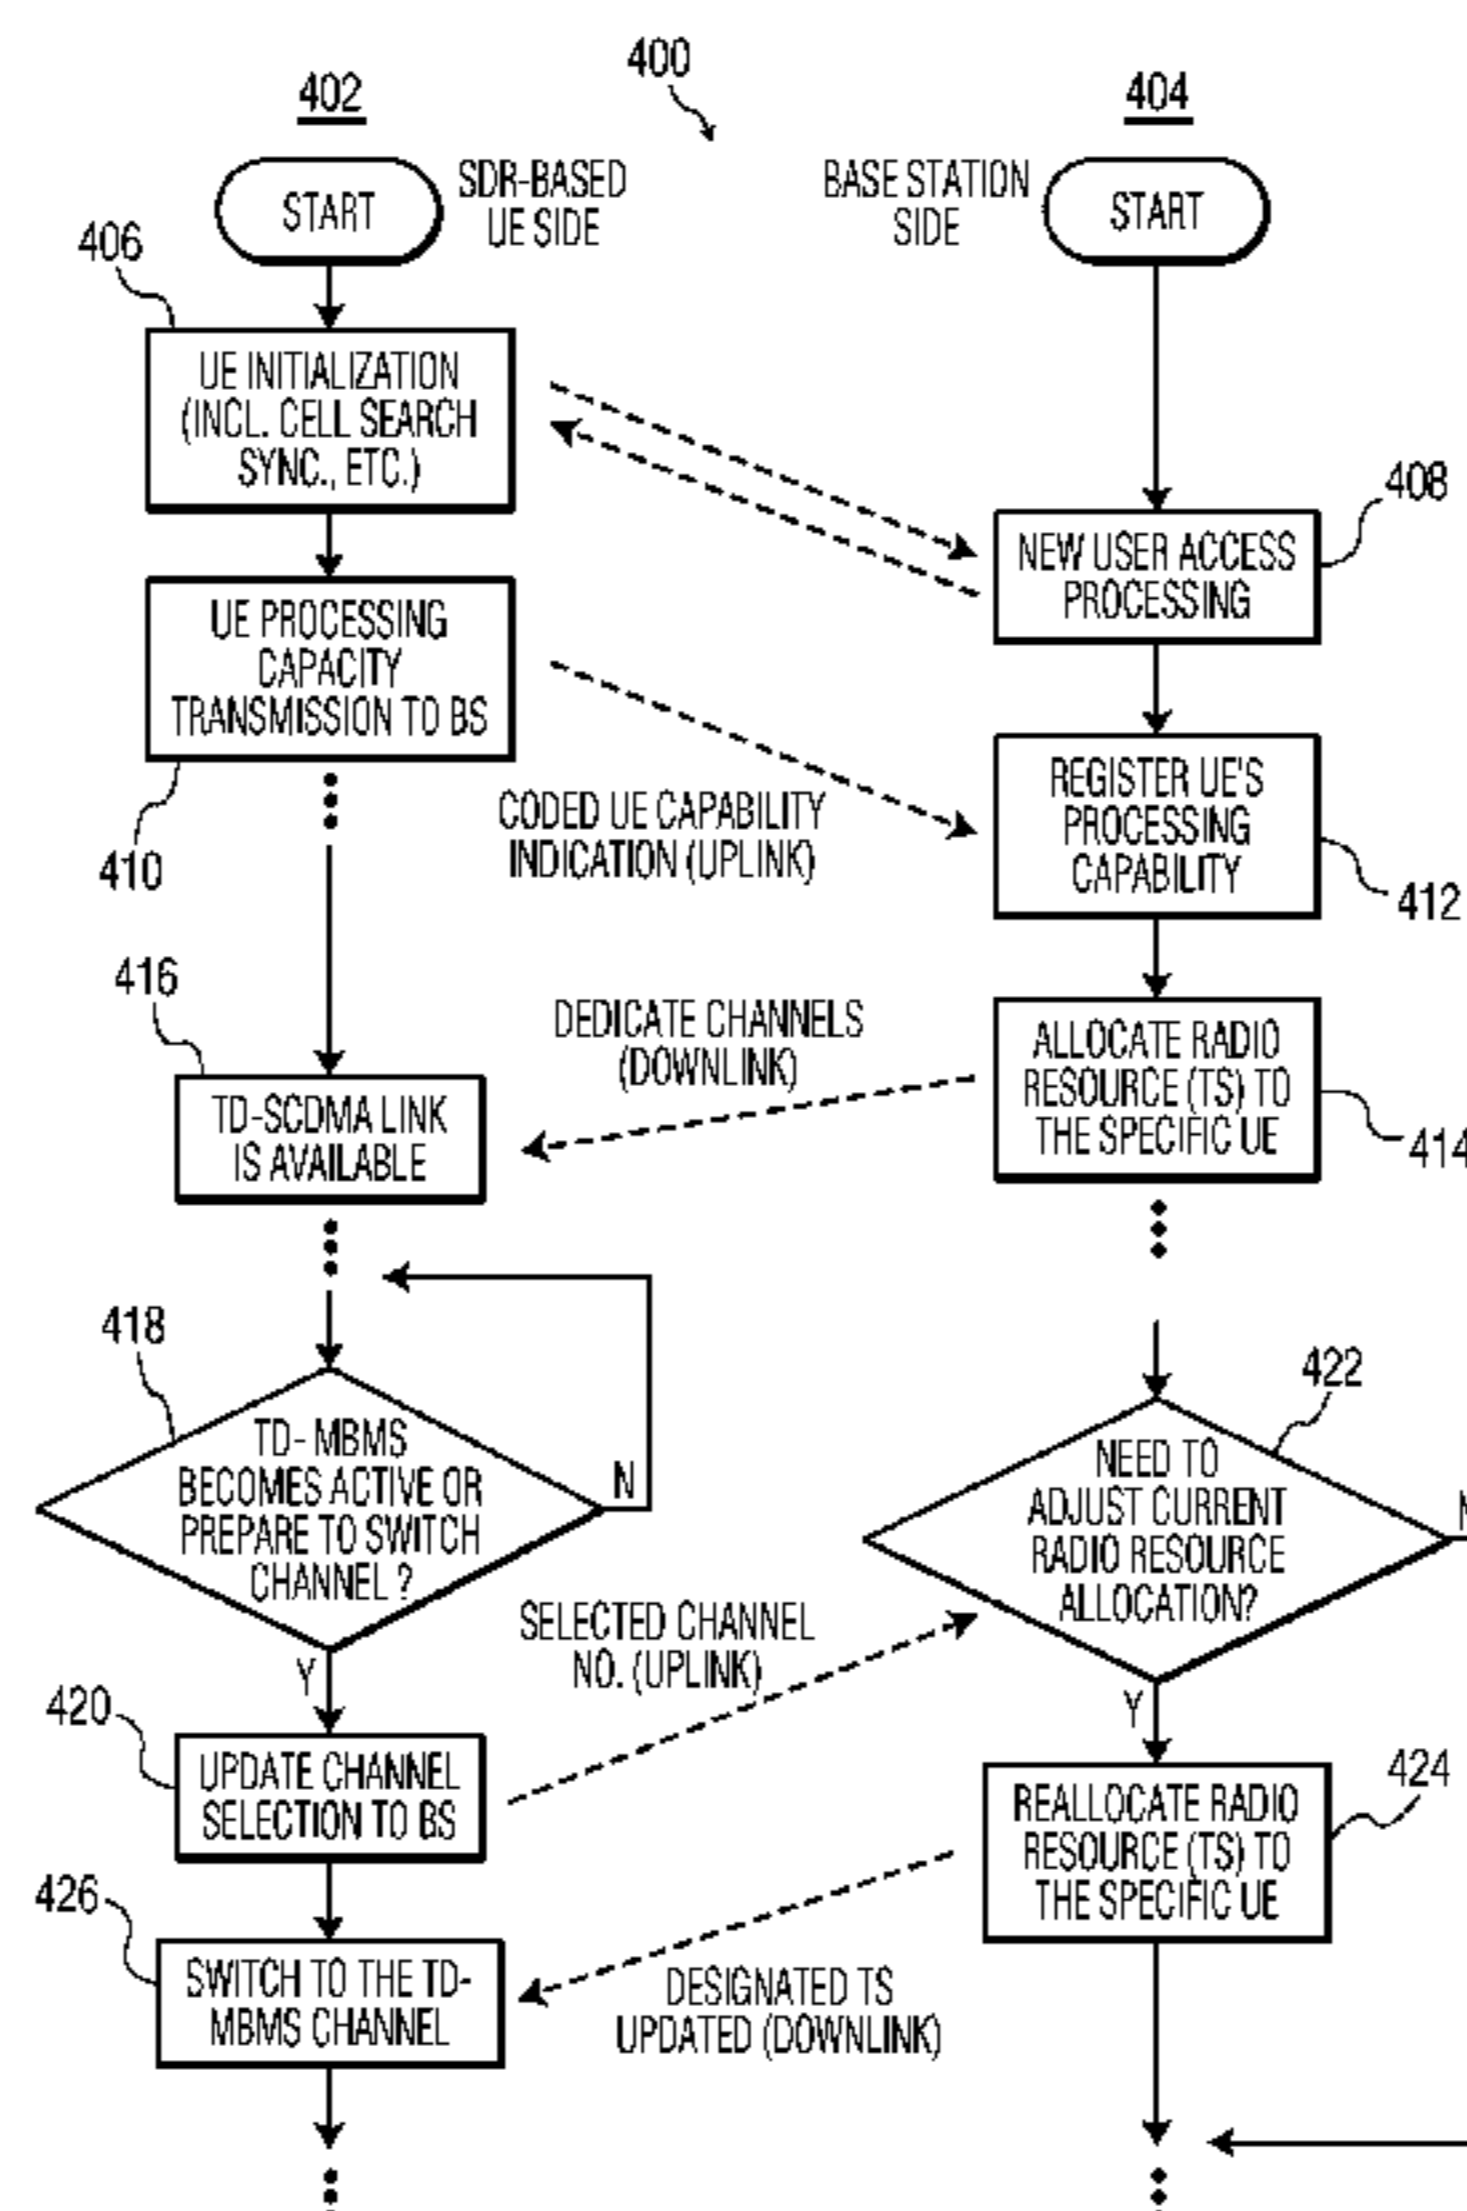 400
402
404
START
SDR-BASED
UE SIDE
BASE STATION
SIDE
START
406
UE INITIALIZATION
(INCL. CELL SEARCH
SYNC., ETC.)
408
NEW USER ACCESS
PROCESSING
UE PROCESSING
CAPACITY
TRANSMISSION TO BS
410
CODED UE CAPABILITY
INDICATION (UPLINK)
REGISTER UE'S
PROCESSING
CAPABILITY
412
416
TD-SCDMA LINK
IS AVAILABLE
DEDICATE CHANNELS
(DOWNLINK)
ALLOCATE RADIO
RESOURCE (TS) TO
THE SPECIFIC UE
414
418
TD- MBMS
BECOMES ACTIVE OR
PREPARE TO SWITCH
CHANNEL ?
N
Y
422
NEED TO
ADJUST CURRENT
RADIO RESOURCE
ALLOCATION?
N
Y
SELECTED CHANNEL
NO. (UPLINK)
420
UPDATE CHANNEL
SELECTION TO BS
424
REALLOCATE RADIO
RESOURCE (TS) TO
THE SPECIFIC UE
426
SWITCH TO THE TD-
MBMS CHANNEL
DESIGNATED TS
UPDATED (DOWNLINK)